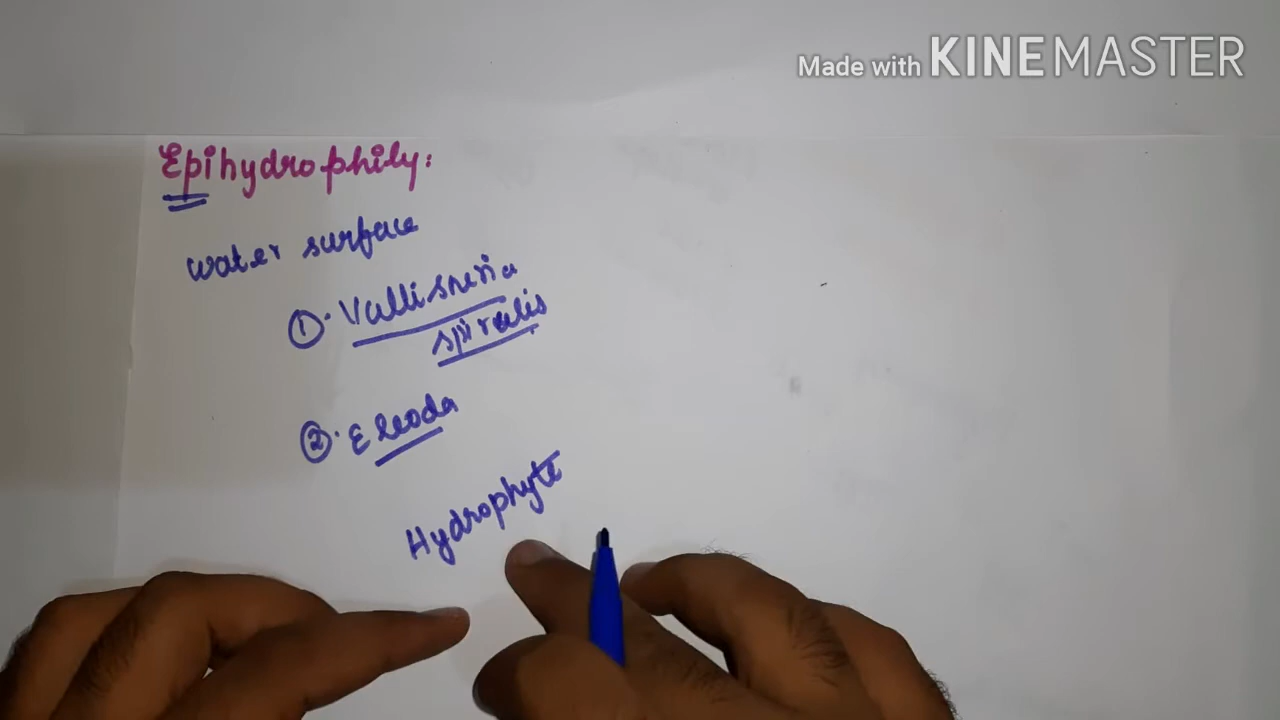 Made with KINEMASTER
Epihydrophily:
water surface
①. Vallisneria
spiralis
②. Eleoda
Hydrophyte